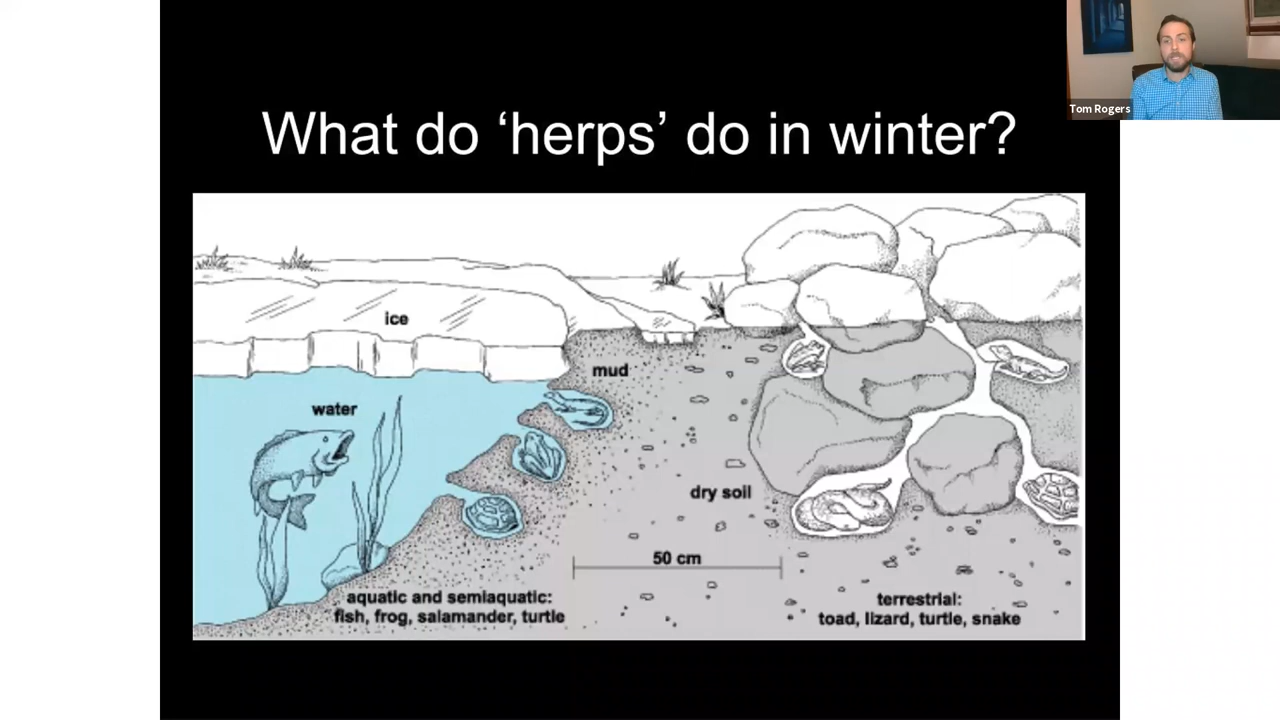 What do ‘herps’ do in winter?
Tom Rogers
ice
mud
water
dry soil
50 cm
aquatic and semiaquatic:
fish, frog, salamander, turtle
terrestrial:
toad, lizard, turtle, snake